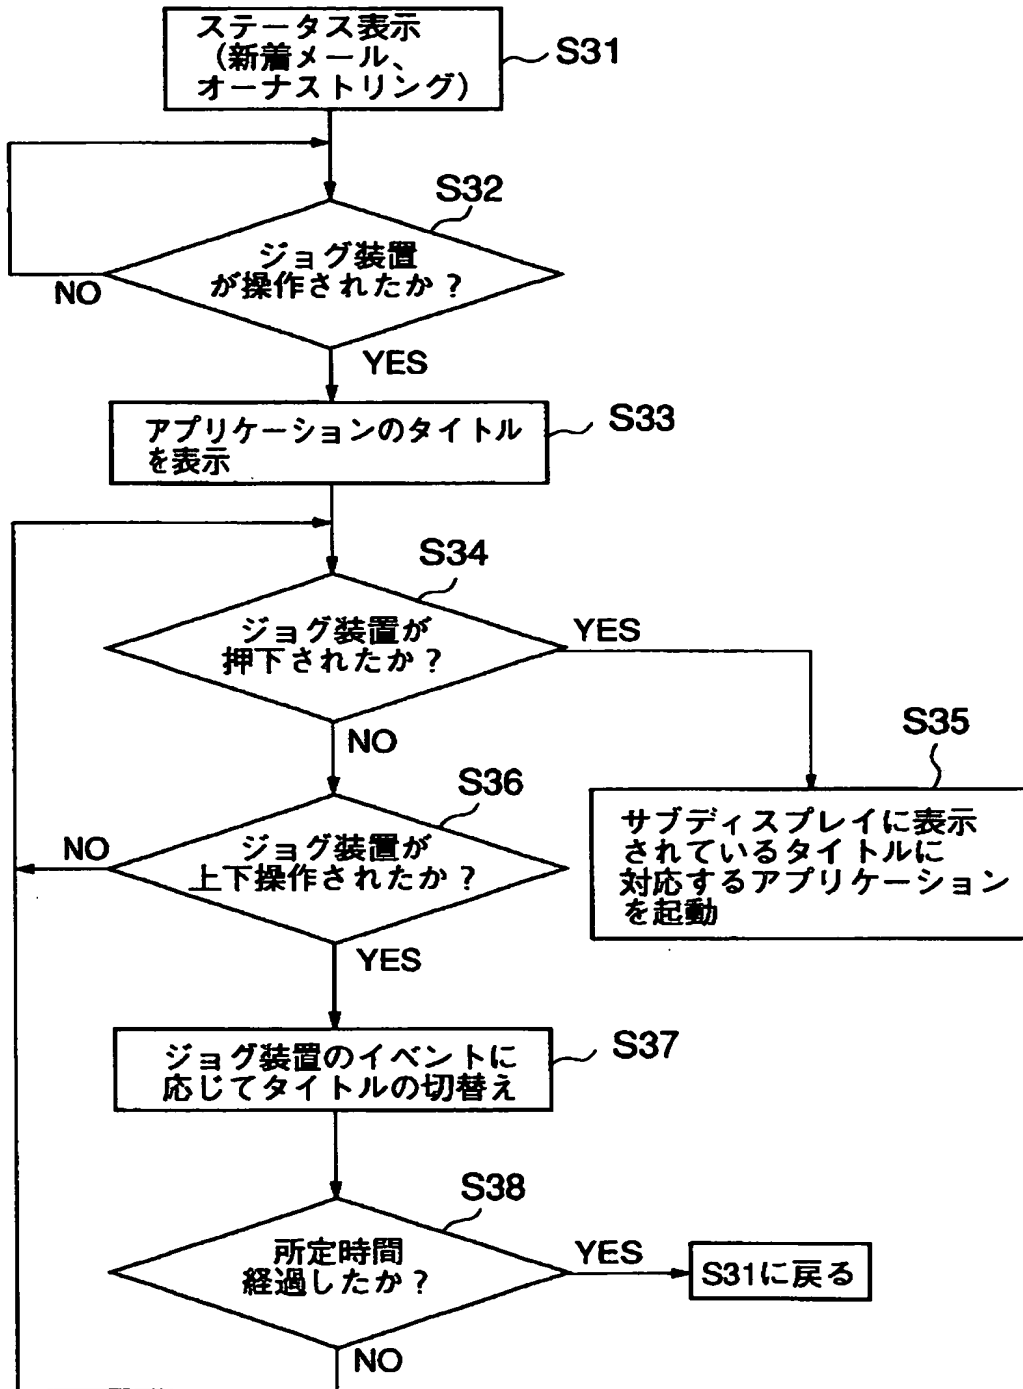 ステータス表示
（新着メール、
オーナストリング）
S31
S32
ジョグ装置
が操作されたか？
NO
YES
アプリケーションのタイトル
を表示
S33
S34
ジョグ装置が
押下されたか？
YES
NO
S35
サブディスプレイに表示
されているタイトルに
対応するアプリケーション
を起動
S36
ジョグ装置が
上下操作されたか？
NO
YES
ジョグ装置のイベントに
応じてタイトルの切替え
S37
S38
所定時間
経過したか？
YES
S31に戻る
NO